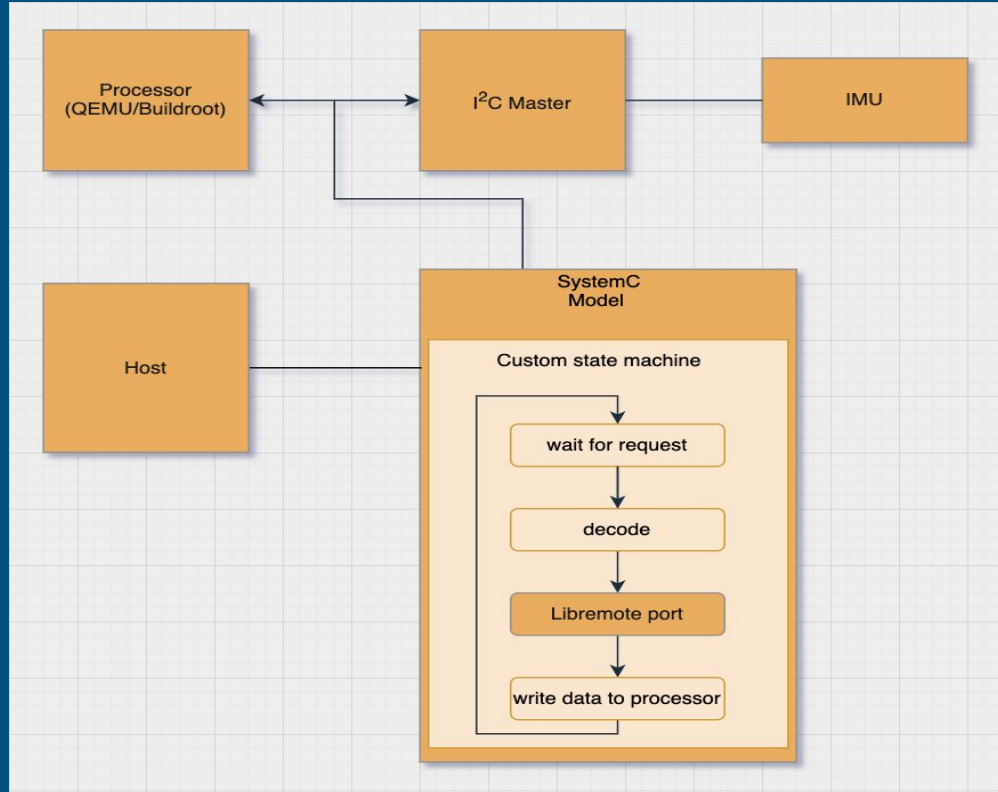 Processor
(QEMU/Buildroot)
I²C Master
IMU
SystemC
Model
Host
Custom state machine
wait for request
decode
Libremote port
write data to processor